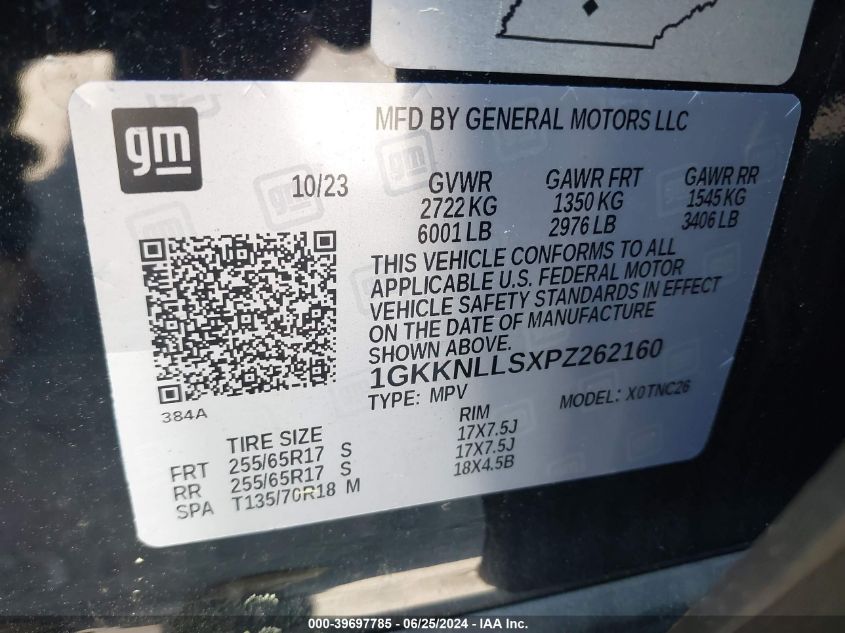 gm
MFD BY GENERAL MOTORS LLC
10/23 GVWR GAWR FRT GAWR RR
2722 KG 1350 KG 1545 KG
6001 LB 2976 LB 3406 LB
THIS VEHICLE CONFORMS TO ALL
APPLICABLE U.S. FEDERAL MOTOR
VEHICLE SAFETY STANDARDS IN EFFECT
ON THE DATE OF MANUFACTURE
SHOWN ABOVE.
1GKKNLLSXPZ262160
TYPE: MPV MODEL: X0TNC26
384A
TIRE SIZE RIM
FRT 255/65R17 S 17X7.5J
RR 255/65R17 S 17X7.5J
SPA T135/70R18 M 18X4.5B
000-39697785 - 06/25/2024 - IAA Inc.